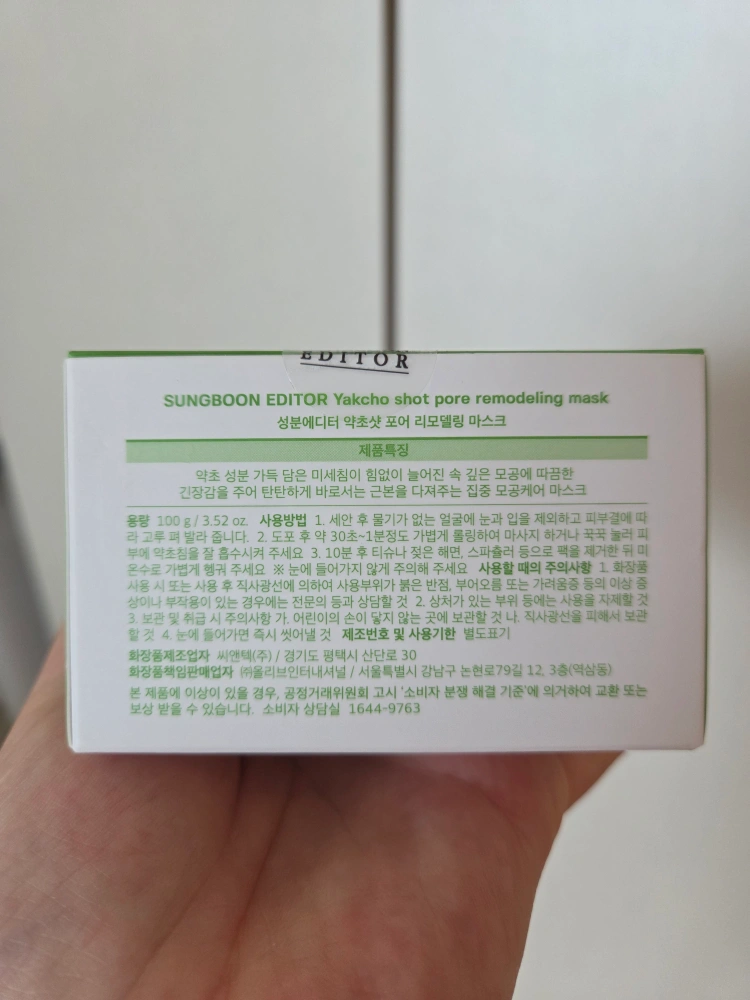 EDITOR
SUNGBOON EDITOR Yakcho shot pore remodeling mask
성분에디터 약초샷 포어 리모델링 마스크
제품특징
약초 성분 가득 담은 미세침이 힘없이 늘어진 속 깊은 모공에 따끔한
긴장감을 주어 탄탄하게 바로서는 근본을 다져주는 집중 모공케어 마스크
용량 100 g / 3.52 oz. 사용방법 1. 세안 후 물기가 없는 얼굴에 눈과 입을 제외하고 피부결에 따
라 고루 펴 발라 줍니다. 2. 도포 후 약 30초~1분정도 가볍게 롤링하여 마사지 하거나 꾹꾹 눌러 피
부에 약초침을 잘 흡수시켜 주세요 3. 10분 후 티슈나 젖은 해면, 스파출러 등으로 팩을 제거한 뒤 미
온수로 가볍게 헹궈 주세요 ※ 눈에 들어가지 않게 주의해 주세요 사용할 때의 주의사항 1. 화장품
사용 시 또는 사용 후 직사광선에 의하여 사용부위가 붉은 반점, 부어오름 또는 가려움증 등의 이상 증
상이나 부작용이 있는 경우에는 전문의 등과 상담할 것 2. 상처가 있는 부위 등에는 사용을 자제할 것
3. 보관 및 취급 시 주의사항 가. 어린이의 손이 닿지 않는 곳에 보관할 것 나. 직사광선을 피해서 보관
할 것 4. 눈에 들어가면 즉시 씻어낼 것 제조번호 및 사용기한 별도표기
화장품제조업자 씨앤텍(주) / 경기도 평택시 산단로 30
화장품책임판매업자 ㈜올리브인터내셔널 / 서울특별시 강남구 논현로79길 12, 3층(역삼동)
본 제품에 이상이 있을 경우, 공정거래위원회 고시 '소비자 분쟁 해결 기준'에 의거하여 교환 또는
보상 받을 수 있습니다. 소비자 상담실 1644-9763